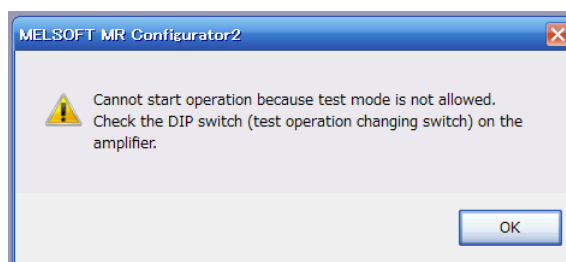 MELSOFT MR Configurator2
Cannot start operation because test mode is not allowed.
Check the DIP switch (test operation changing switch) on the
amplifier.
OK